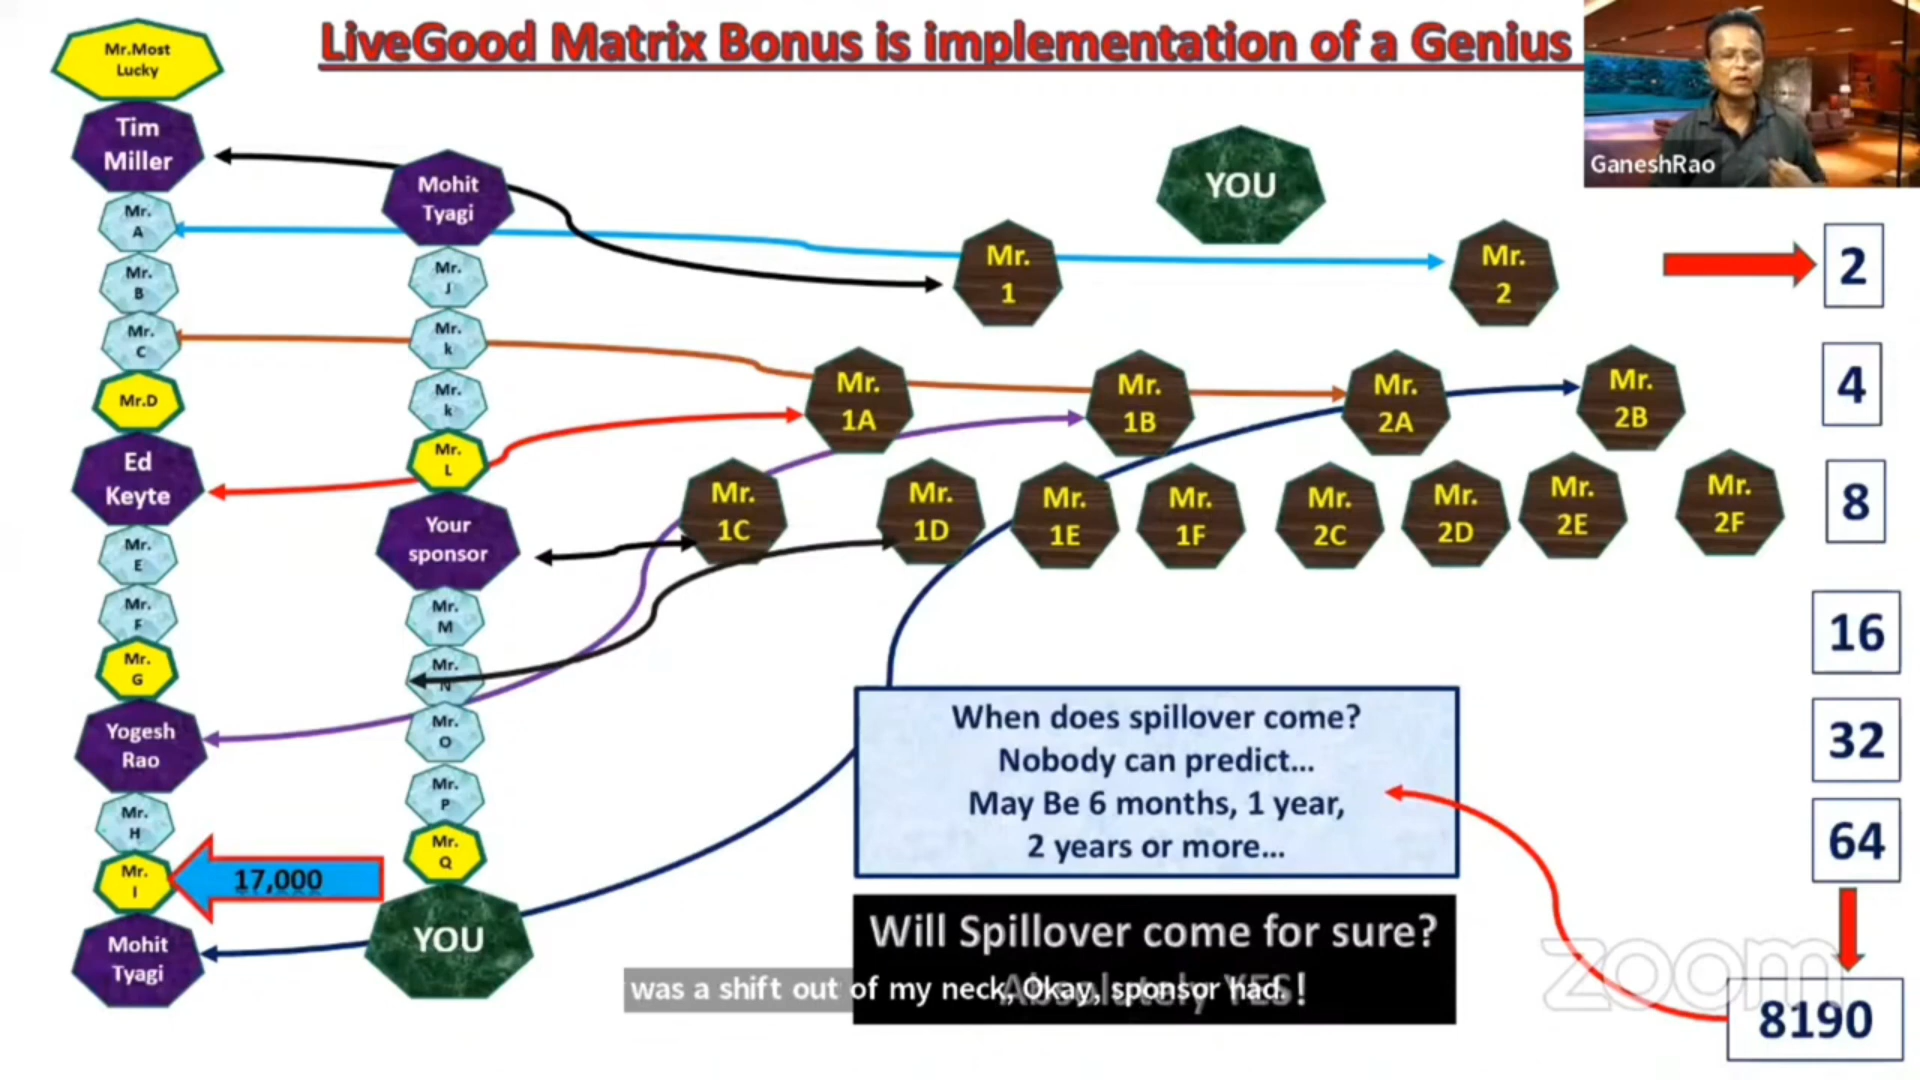 LiveGood Matrix Bonus is implementation of a Genius
GaneshRao
Mr.Most
Lucky
Tim
Miller
Mr.
A
Mr.
B
Mr.
C
Mr.D
Ed
Keyte
Mr.
E
Mr.
F
Mr.
G
Yogesh
Rao
Mr.
H
Mr.
I
17,000
Mohit
Tyagi
Mohit
Tyagi
Mr.
J
Mr.
k
Mr.
k
Mr.
L
Your
sponsor
Mr.
M
Mr.
N
Mr.
O
Mr.
P
Mr.
Q
YOU
YOU
Mr.
1
Mr.
2
Mr.
1A
Mr.
1B
Mr.
2A
Mr.
2B
Mr.
1C
Mr.
1D
Mr.
1E
Mr.
1F
Mr.
2C
Mr.
2D
Mr.
2E
Mr.
2F
2
4
8
16
32
64
8190
When does spillover come?
Nobody can predict...
May Be 6 months, 1 year,
2 years or more...
Will Spillover come for sure?
Absolutely YES!
was a shift out of my neck, Okay, sponsor had.
zoom